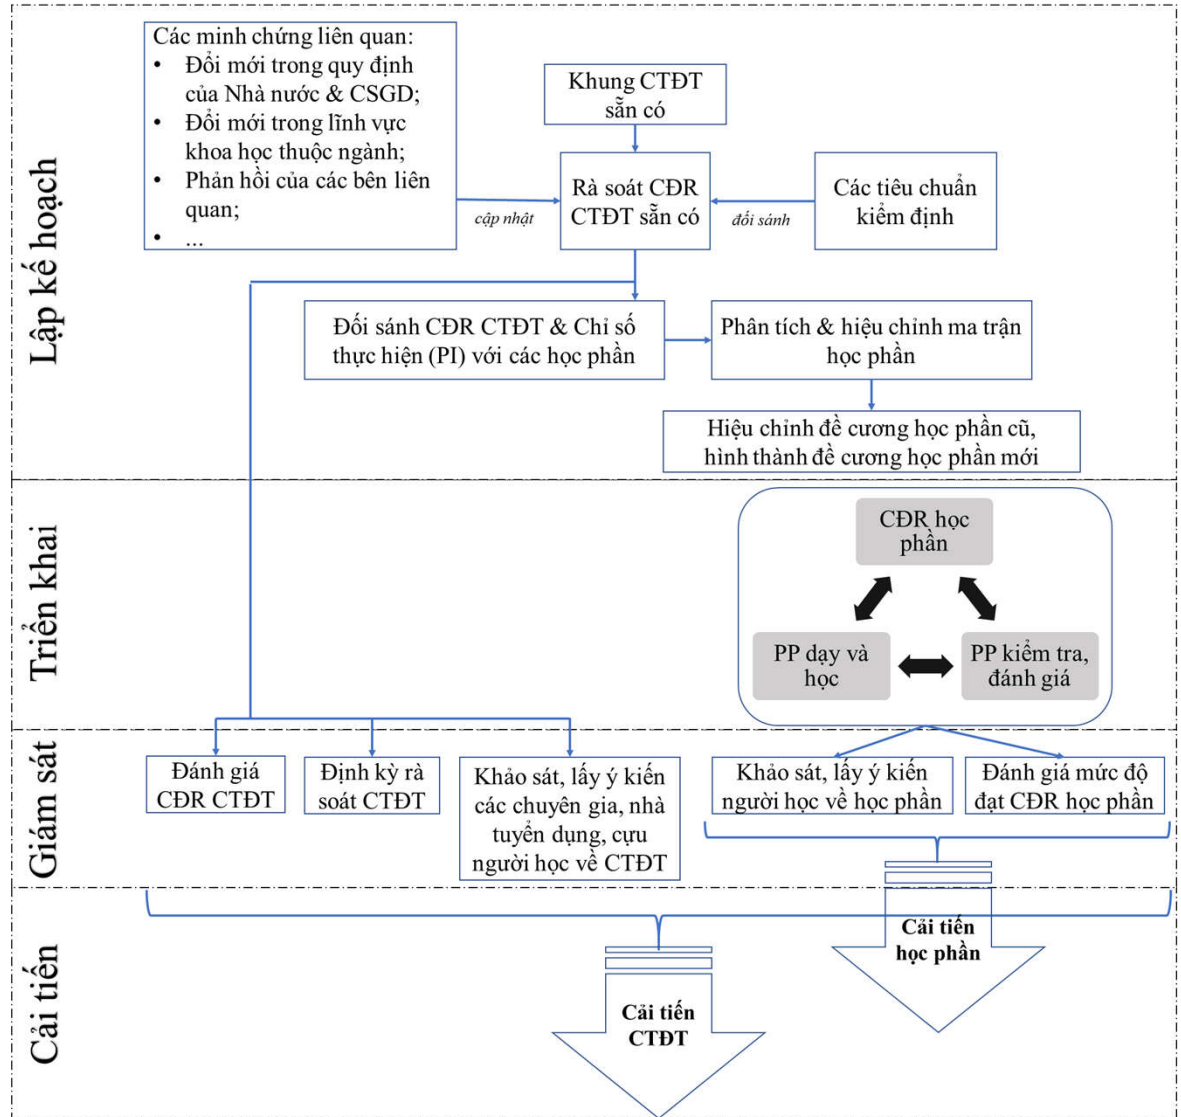 Lập kế hoạch
Các minh chứng liên quan:
• Đổi mới trong quy định
của Nhà nước & CSGD;
• Đổi mới trong lĩnh vực
khoa học thuộc ngành;
• Phản hồi của các bên liên
quan;
• ...
Khung CTĐT
sẵn có
cập nhật
Rà soát CĐR
CTĐT sẵn có
đối sánh
Các tiêu chuẩn
kiểm định
Đối sánh CĐR CTĐT & Chỉ số
thực hiện (PI) với các học phần
Phân tích & hiệu chỉnh ma trận
học phần
Hiệu chỉnh đề cương học phần cũ,
hình thành đề cương học phần mới
Triển khai
CĐR học
phần
PP dạy và
học
PP kiểm tra,
đánh giá
Giám sát
Đánh giá
CĐR CTĐT
Định kỳ rà
soát CTĐT
Khảo sát, lấy ý kiến
các chuyên gia, nhà
tuyển dụng, cựu
người học về CTĐT
Khảo sát, lấy ý kiến
người học về học phần
Đánh giá mức độ
đạt CĐR học phần
Cải tiến
Cải tiến
học phần
Cải tiến
CTĐT